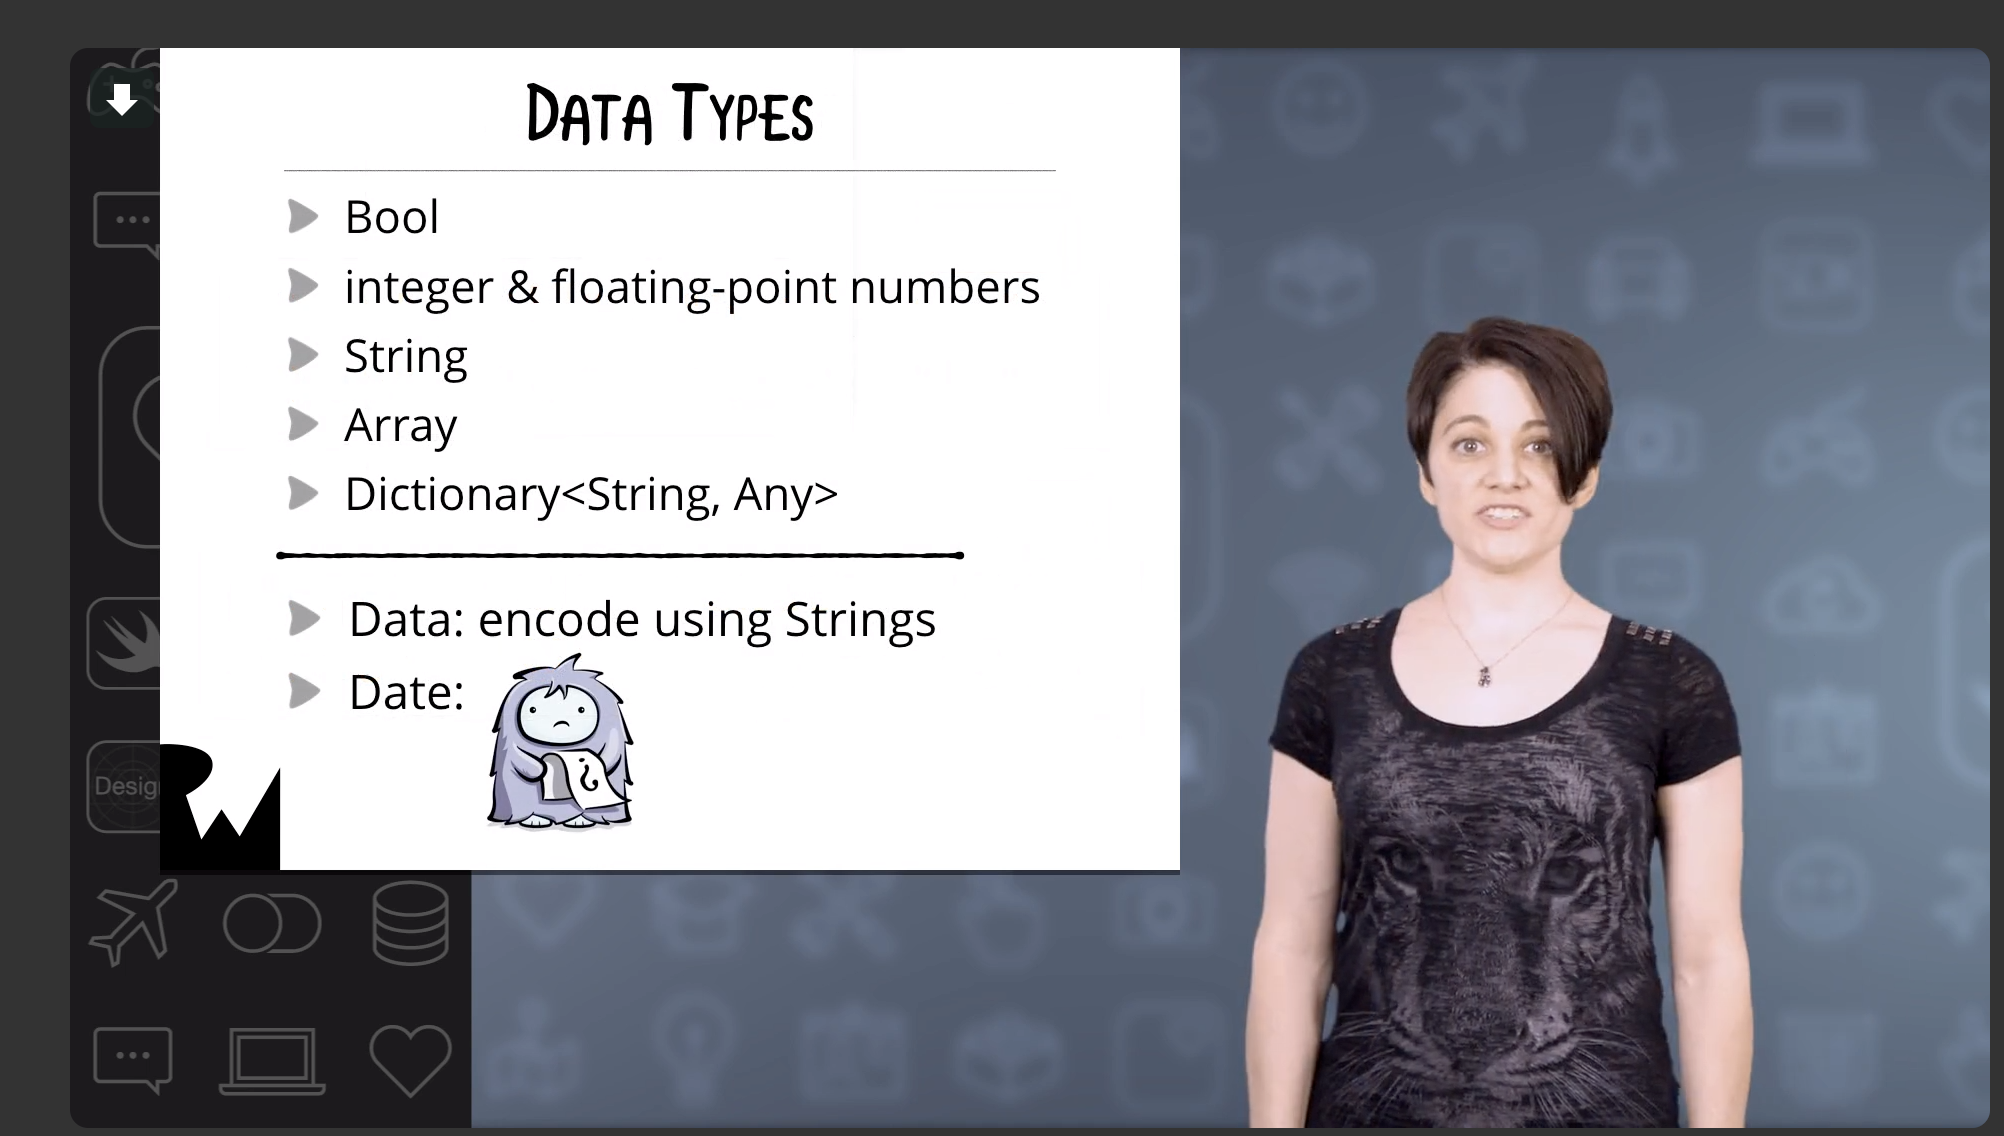 DATA TYPES
Bool
integer & floating-point numbers
String
Array
Dictionary<String, Any>
Data: encode using Strings
Date:
Desig